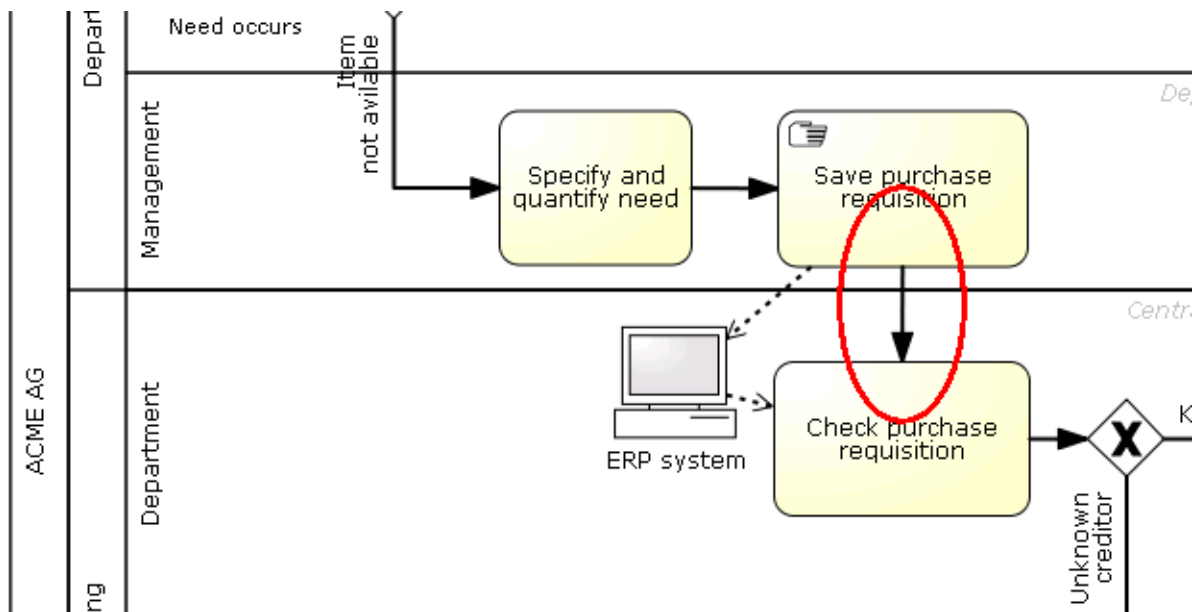 ACME AG
Depar
ng
Need occurs
Item
not avilable
Management
Specify and
quantify need
Save purchase
requisition
De
Department
Centra
ERP system
Check purchase
requisition
X
K
Unknown
creditor